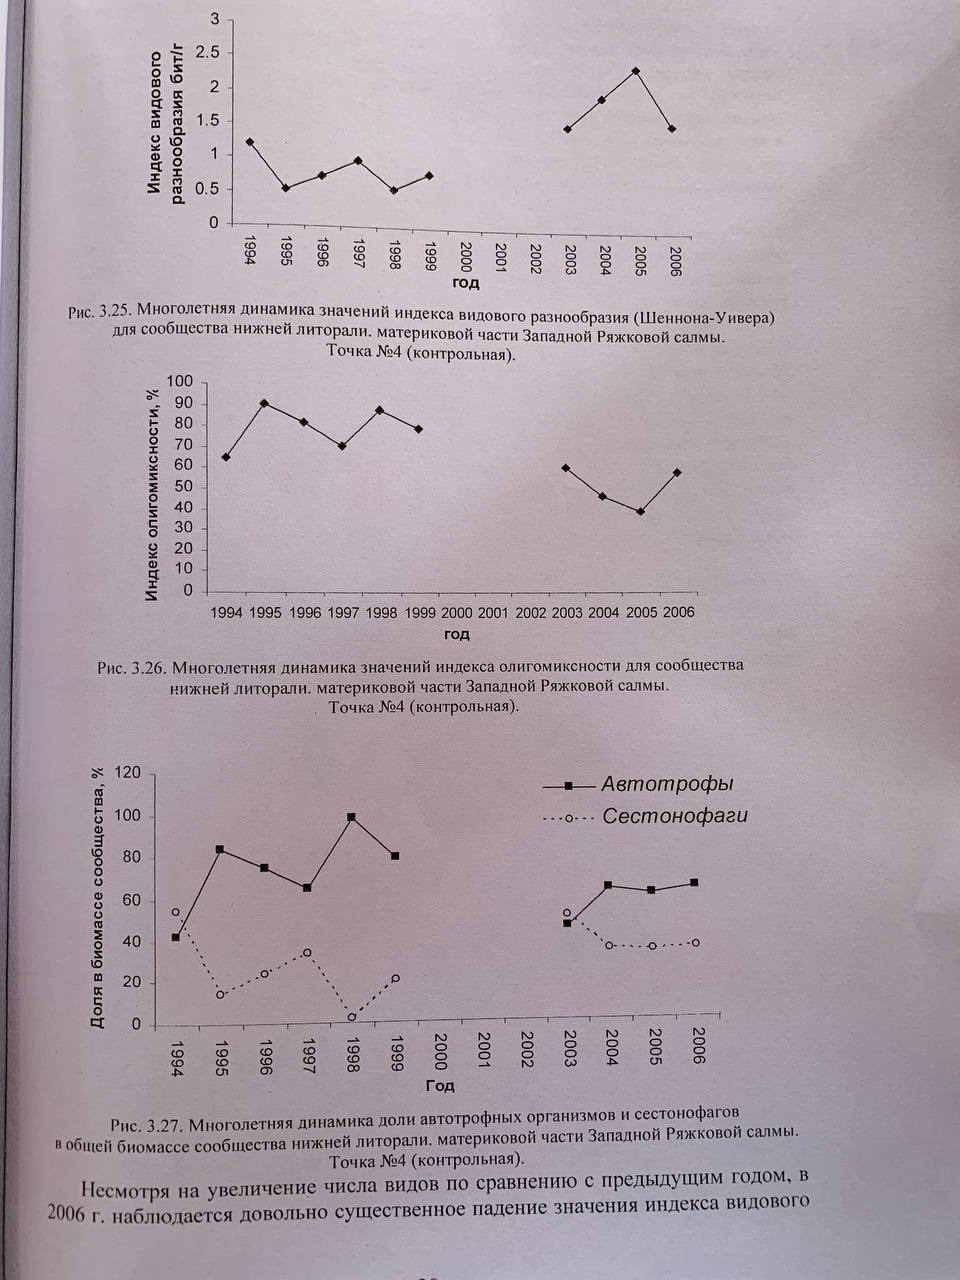 3
2.5
2
1.5
1
0.5
0
Индекс видового
разнообразия бит/г
1994 1995 1996 1997 1998 1999 2000 2001 2002 2003 2004 2005 2006
год
Рис. 3.25. Многолетняя динамика значений индекса видового разнообразия (Шеннона-Уивера)
для сообщества нижней литорали. материковой части Западной Ряжковой салмы.
Точка №4 (контрольная).
100
90
80
70
60
50
40
30
20
10
0
Индекс олигомиксности, %
1994 1995 1996 1997 1998 1999 2000 2001 2002 2003 2004 2005 2006
год
Рис. 3.26. Многолетняя динамика значений индекса олигомиксности для сообщества
нижней литорали. материковой части Западной Ряжковой салмы.
Точка №4 (контрольная).
120
100
80
60
40
20
0
Доля в биомассе сообщества, %
Автотрофы
Сестонофаги
1994 1995 1996 1997 1998 1999 2000 2001 2002 2003 2004 2005 2006
Год
Рис. 3.27. Многолетняя динамика доли автотрофных организмов и сестонофагов
в общей биомассе сообщества нижней литорали. материковой части Западной Ряжковой салмы.
Точка №4 (контрольная).
Несмотря на увеличение числа видов по сравнению с предыдущим годом, в
2006 г. наблюдается довольно существенное падение значения индекса видового